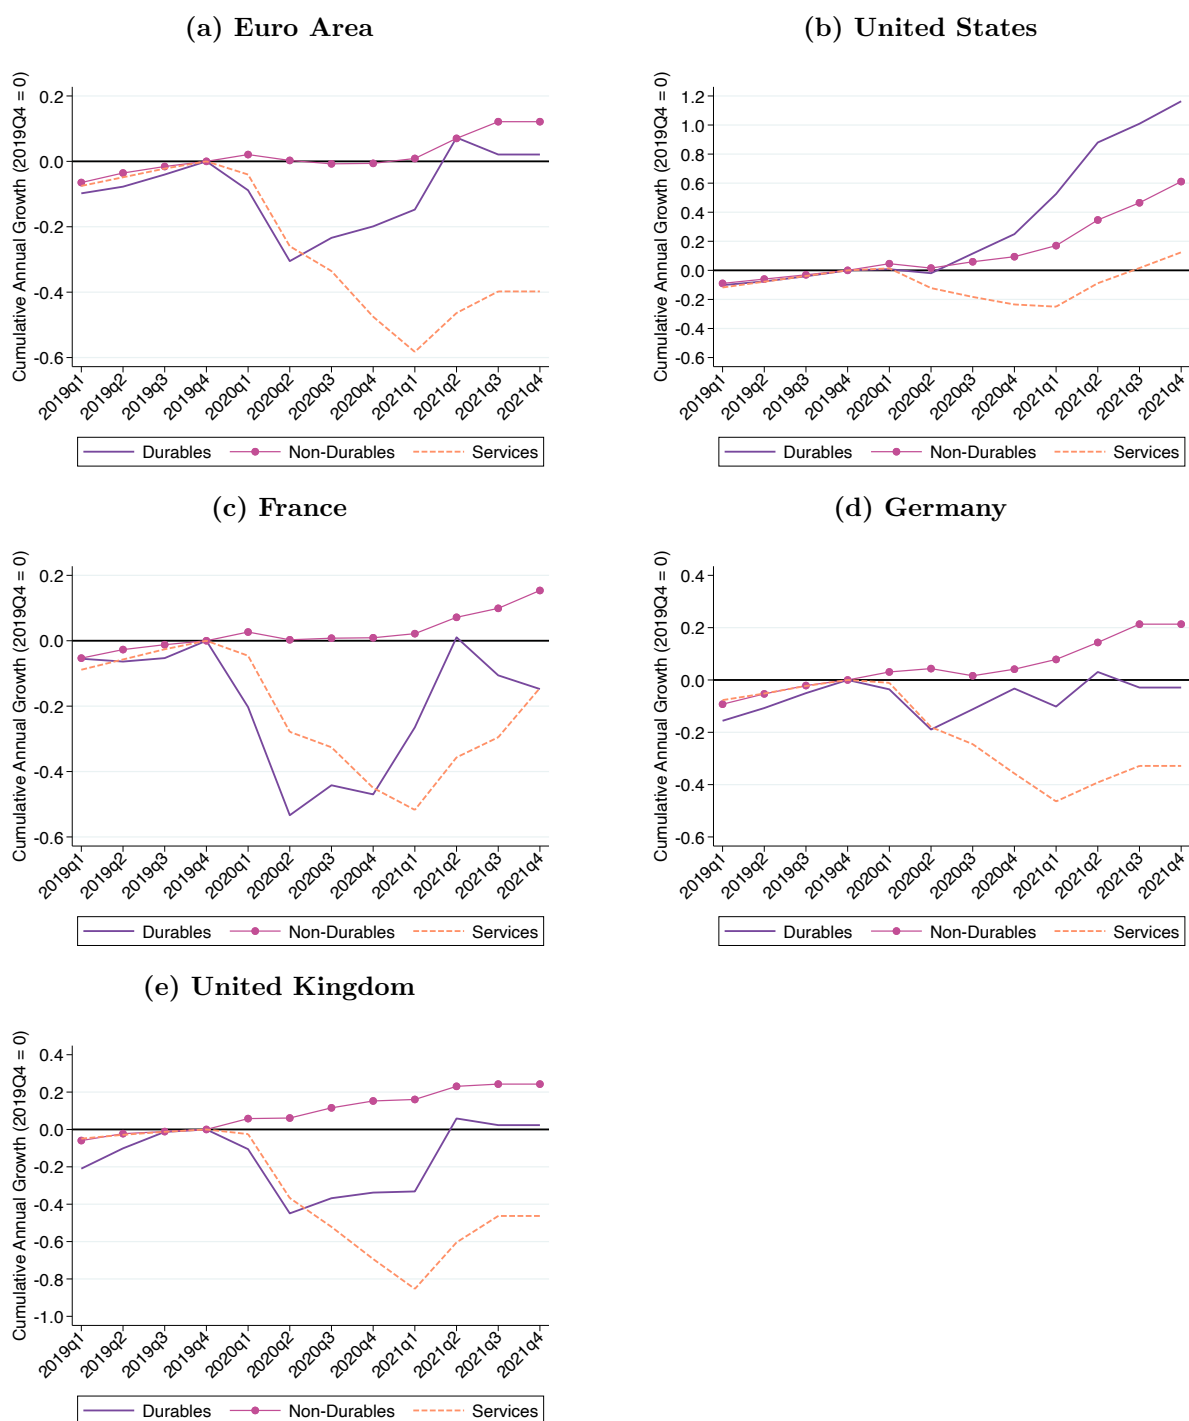 (a) Euro Area
Cumulative Annual Growth (2019Q4 = 0)
0.2
0.0
-0.2
-0.4
-0.6
2019q1
2019q2
2019q3
2019q4
2020q1
2020q2
2020q3
2020q4
2021q1
2021q2
2021q3
2021q4
Durables Non-Durables Services
(b) United States
Cumulative Annual Growth (2019Q4 = 0)
1.2
1.0
0.8
0.6
0.4
0.2
0.0
-0.2
-0.4
-0.6
2019q1
2019q2
2019q3
2019q4
2020q1
2020q2
2020q3
2020q4
2021q1
2021q2
2021q3
2021q4
Durables Non-Durables Services
(c) France
Cumulative Annual Growth (2019Q4 = 0)
0.2
0.0
-0.2
-0.4
-0.6
2019q1
2019q2
2019q3
2019q4
2020q1
2020q2
2020q3
2020q4
2021q1
2021q2
2021q3
2021q4
Durables Non-Durables Services
(d) Germany
Cumulative Annual Growth (2019Q4 = 0)
0.4
0.2
0.0
-0.2
-0.4
-0.6
2019q1
2019q2
2019q3
2019q4
2020q1
2020q2
2020q3
2020q4
2021q1
2021q2
2021q3
2021q4
Durables Non-Durables Services
(e) United Kingdom
Cumulative Annual Growth (2019Q4 = 0)
0.4
0.2
0.0
-0.2
-0.4
-0.6
-0.8
-1.0
2019q1
2019q2
2019q3
2019q4
2020q1
2020q2
2020q3
2020q4
2021q1
2021q2
2021q3
2021q4
Durables Non-Durables Services